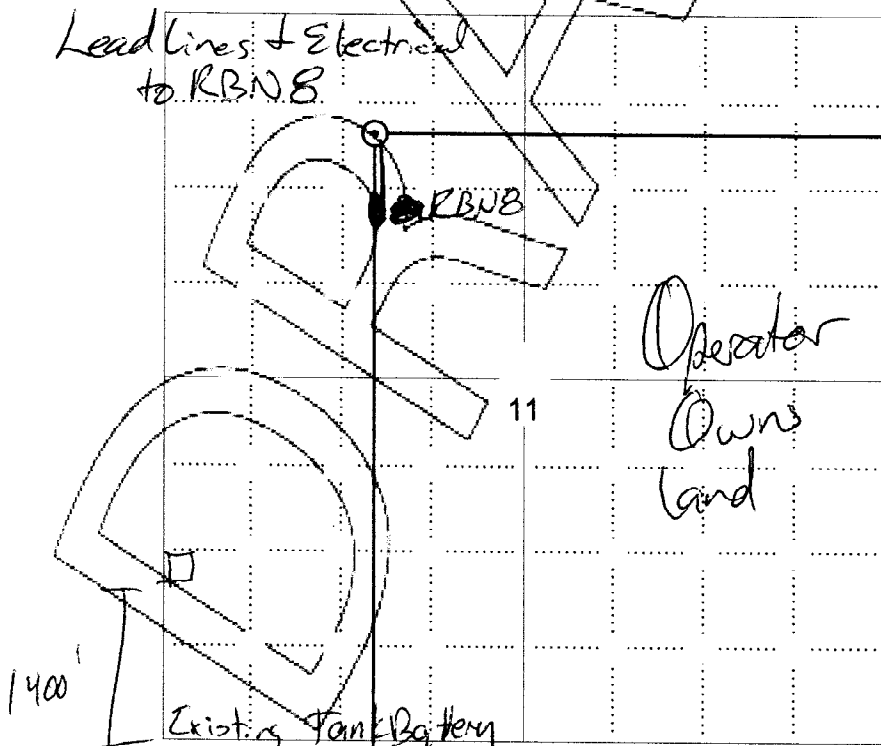 Lead Lines & Electrical
to RBN8
RBN8
Operator
Owns
Land
11
1400'
Existing Tank Battery